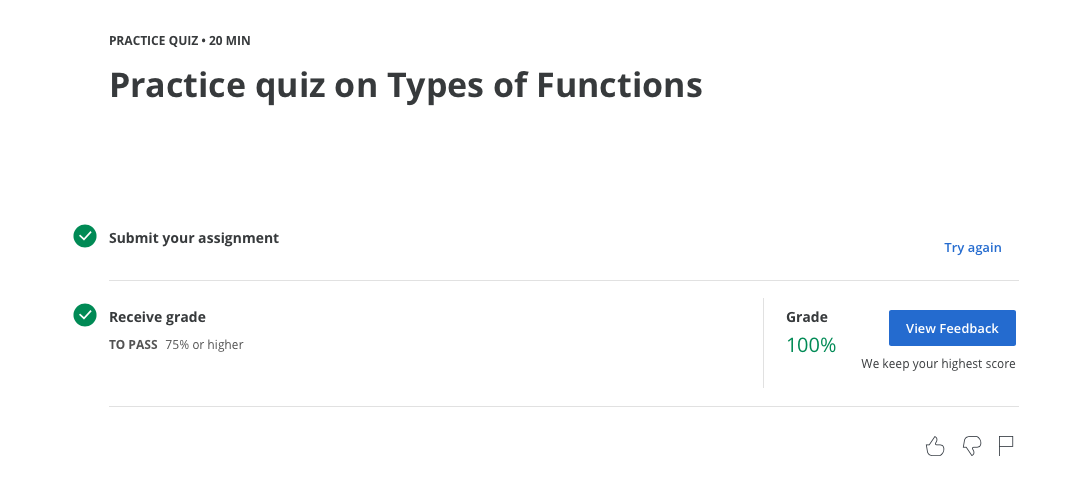 PRACTICE QUIZ • 20 MIN
Practice quiz on Types of Functions
Submit your assignment
Try again
Receive grade
TO PASS 75% or higher
Grade
100%
View Feedback
We keep your highest score